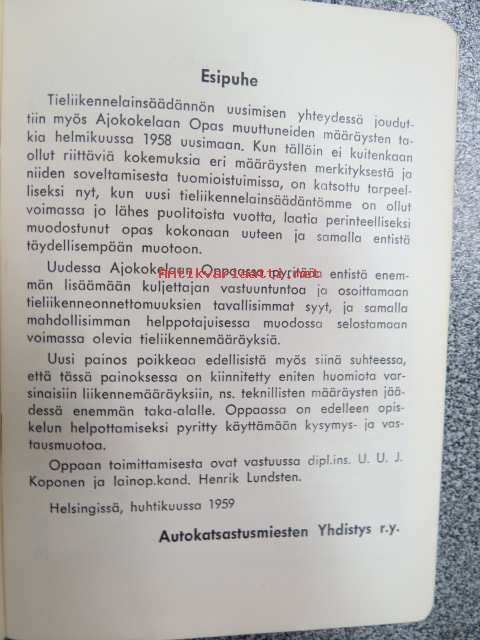 Esipuhe
Tieliikennelainsäädännön uusimisen yhteydessä joudut-
tiin myös Ajokokelaan Opas muuttuneiden määräysten ta-
kia helmikuussa 1958 uusimaan. Kun tällöin ei kuitenkaan
ollut riittäviä kokemuksia eri määräysten merkityksestä ja
niiden soveltamisesta tuomioistuimissa, on katsottu tarpeel-
liseksi nyt, kun uusi tieliikennelainsäädäntömme on ollut
voimassa jo lähes puolitoista vuotta, laatia perinteelliseksi
muodostunut opas kokonaan uuteen ja samalla entistä
täydellisempään muotoon.
Uudessa Ajokokelaan Oppaassa pyritää entistä enem-
män lisäämään kuljettajan vastuuntuntoa ja osoittamaan
tieliikenneonnettomuuksien tavallisimmat syyt, ja samalla
mahdollisimman helppotajuisessa muodossa selostamaan
voimassa olevia tieliikennemääräyksiä.
Uusi painos poikkeaa edellisistä myös siinä suhteessa,
että tässä painoksessa on kiinnitetty eniten huomiota var-
sinaisiin liikennemääräyksiin, ns. teknillisten määräysten jää-
dessä enemmän taka-alalle. Oppaassa on edelleen opis-
kelun helpottamiseksi pyritty käyttämään kysymys- ja vas-
tausmuotoa.
Oppaan toimittamisesta ovat vastuussa dipl.ins. U. U. J.
Koponen ja lainop.kand. Henrik Lundsten.
Helsingissä, huhtikuussa 1959
Autokatsastusmiesten Yhdistys r.y.